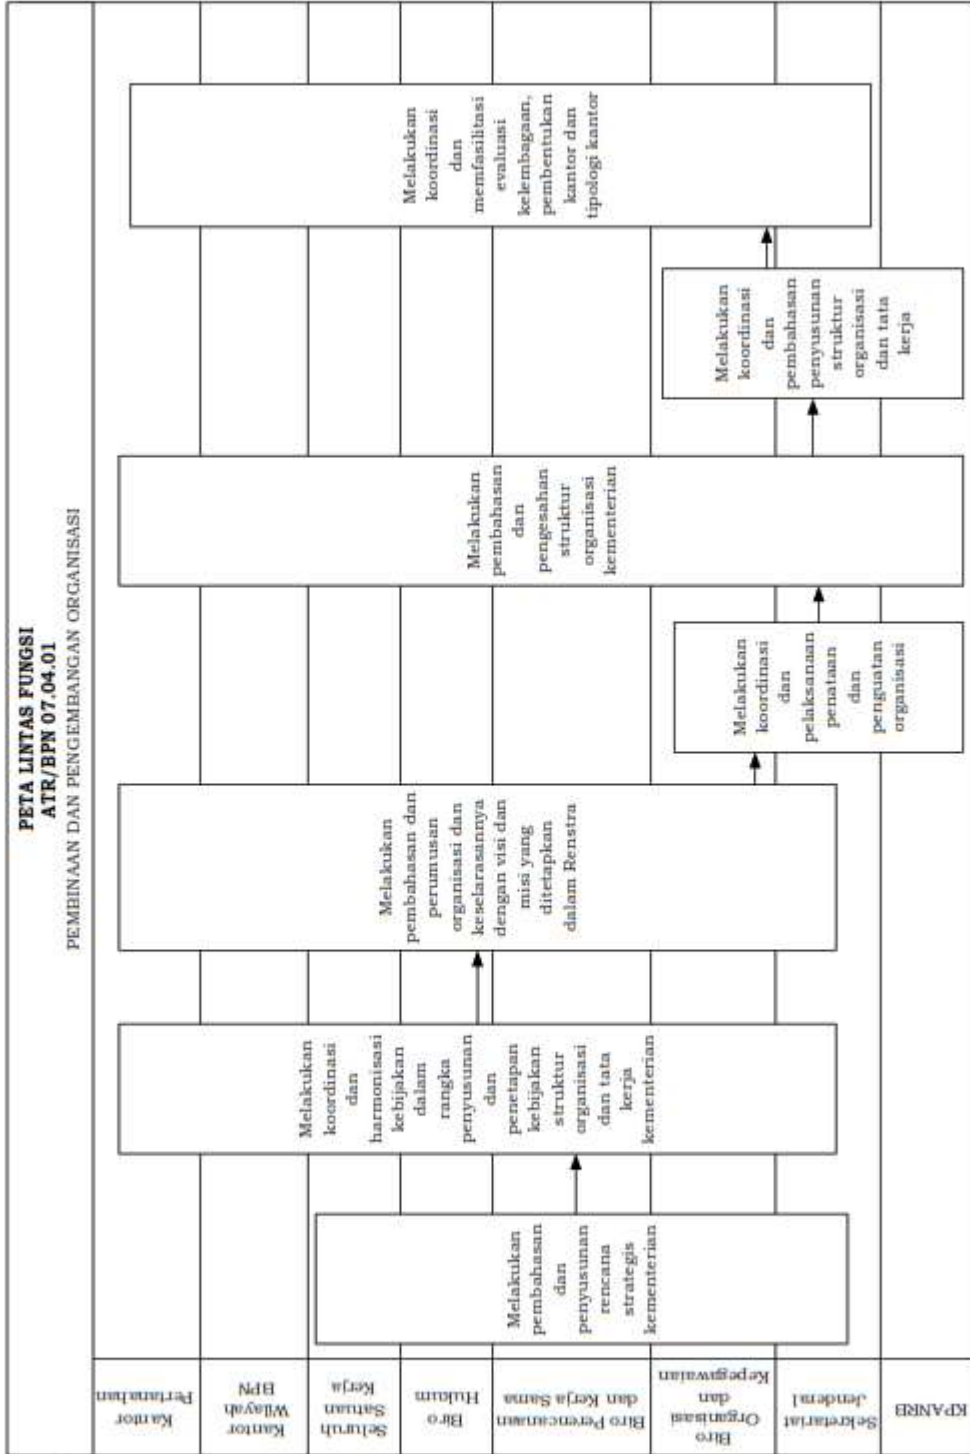 PETA LINTAS FUNGSI
ATR/BPN 07.04.01
PEMBINAAN DAN PENGEMBANGAN ORGANISASI
Kantor
Pertanahan
Kantor
Wilayah
BPN
Seluruh
Satuan
Kerja
Biro
Hukum
Biro Perencanaan
dan Kerja Sama
Biro
Organisasi
dan
Kepegawaian
Sekretariat
Jenderal
KPANRB
Melakukan
pembahasan
dan
penyusunan
rencana
strategis
kementerian
Melakukan
koordinasi
dan
harmonisasi
kebijakan
dalam
rangka
penyusunan
dan
penetapan
kebijakan
struktur
organisasi
dan tata
kerja
kementerian
Melakukan
pembahasan dan
perumusan
organisasi dan
keselarasannya
dengan visi dan
misi yang
ditetapkan
dalam Renstra
Melakukan
koordinasi
dan
pelaksanaan
penataan
dan
penguatan
organisasi
Melakukan
pembahasan
dan
pengesahan
struktur
organisasi
kementerian
Melakukan
koordinasi
dan
pembahasan
penyusunan
struktur
organisasi
dan tata
kerja
Melakukan
koordinasi
dan
memfasilitasi
evaluasi
kelembagaan,
pembentukan
kantor dan
tipologi kantor